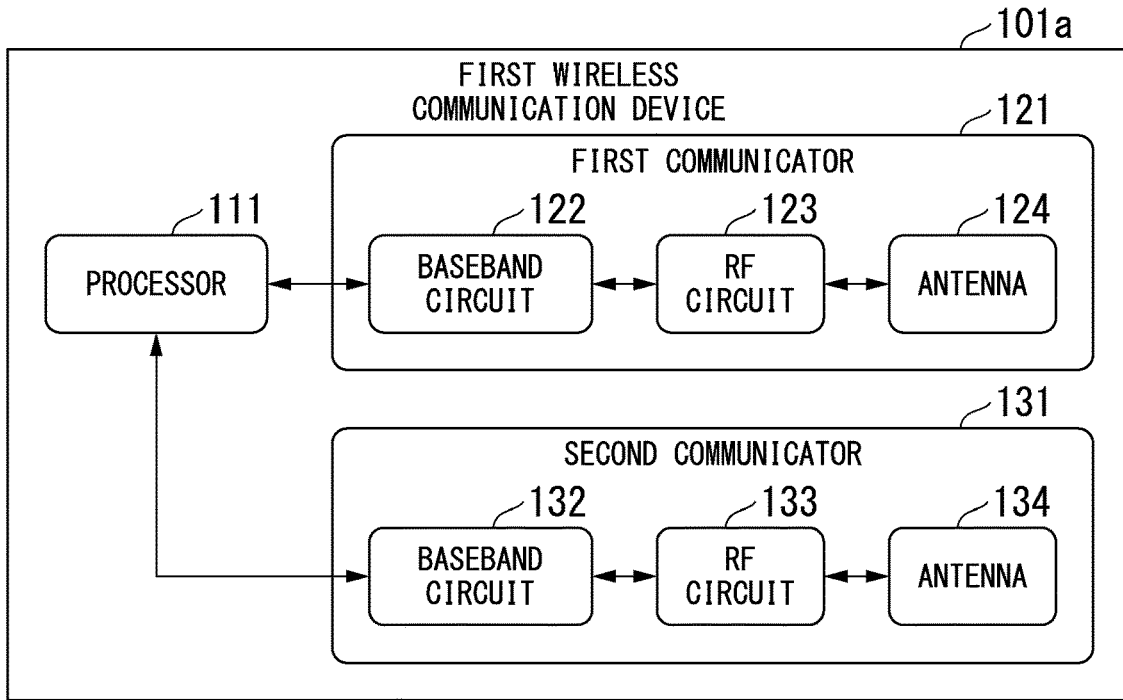 101a
FIRST WIRELESS
COMMUNICATION DEVICE
121
FIRST COMMUNICATOR
111
122
123
124
PROCESSOR
BASEBAND
CIRCUIT
RF
CIRCUIT
ANTENNA
131
SECOND COMMUNICATOR
132
133
134
BASEBAND
CIRCUIT
RF
CIRCUIT
ANTENNA